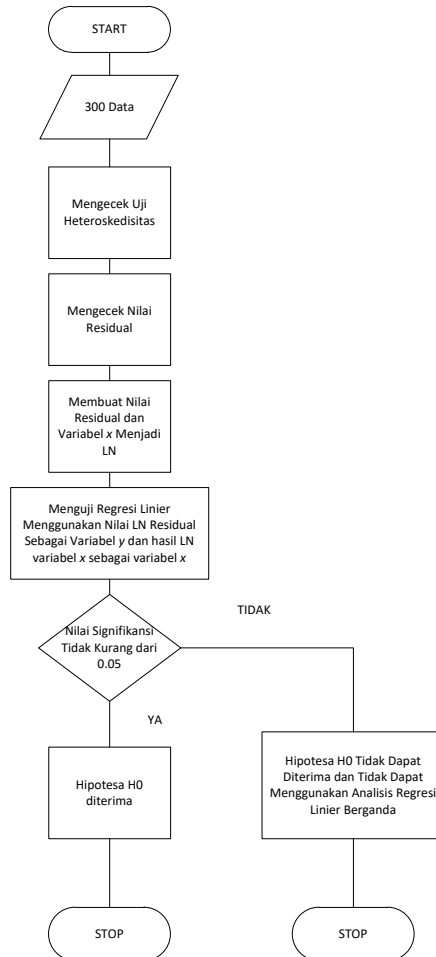 START
300 Data
Mengecek Uji
Heteroskedisitas
Mengecek Nilai
Residual
Membuat Nilai
Residual dan
Variabel x Menjadi
LN
Menguji Regresi Linier
Menggunakan Nilai LN Residual
Sebagai Variabel y dan hasil LN
variabel x sebagai variabel x
TIDAK
Nilai Signifikansi
Tidak Kurang dari
0.05
YA
Hipotesa H0
diterima
Hipotesa H0 Tidak Dapat
Diterima dan Tidak Dapat
Menggunakan Analisis Regresi
Linier Berganda
STOP
STOP